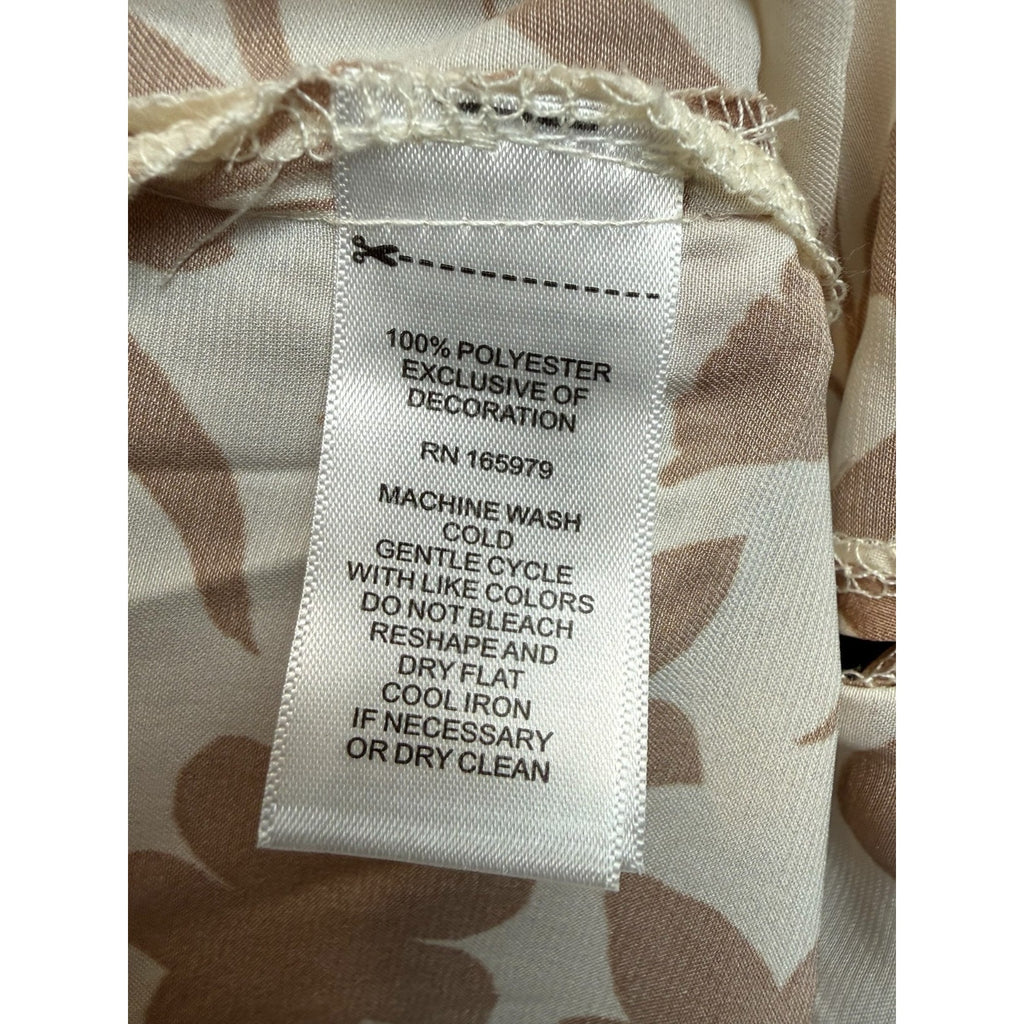 100% POLYESTER
EXCLUSIVE OF
DECORATION
RN 165979
MACHINE WASH
COLD
GENTLE CYCLE
WITH LIKE COLORS
DO NOT BLEACH
RESHAPE AND
DRY FLAT
COOL IRON
IF NECESSARY
OR DRY CLEAN